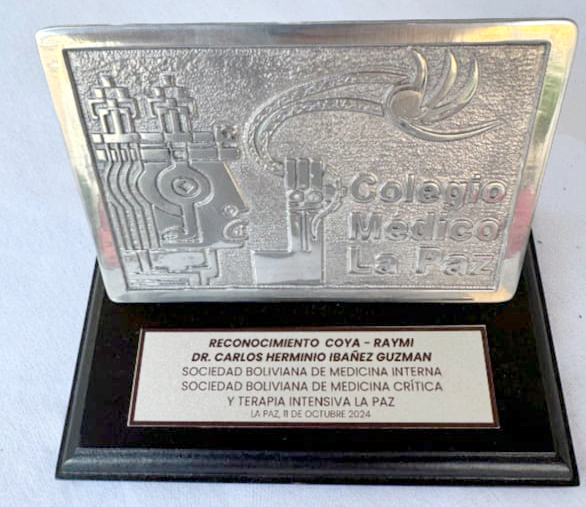 Colegio
Médico
La Paz
RECONOCIMIENTO COYA - RAYMI
DR. CARLOS HERMINIO IBAÑEZ GUZMAN
SOCIEDAD BOLIVIANA DE MEDICINA INTERNA
SOCIEDAD BOLIVIANA DE MEDICINA CRÍTICA
Y TERAPIA INTENSIVA LA PAZ
LA PAZ, 11 DE OCTUBRE 2024